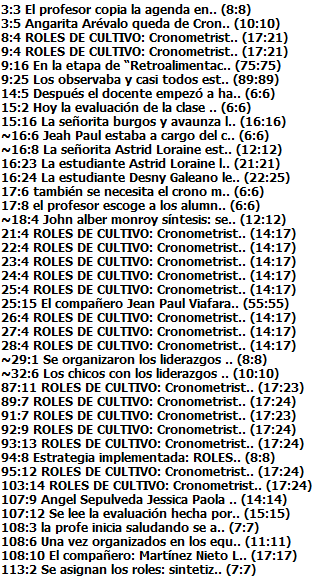 3:3 El profesor copia la agenda en.. (8:8)
3:5 Angarita Arévalo queda de Cron.. (10:10)
8:4 ROLES DE CULTIVO: Cronometrist.. (17:21)
9:4 ROLES DE CULTIVO: Cronometrist.. (17:21)
9:16 En la etapa de “Retroalimentac.. (75:75)
9:25 Los observaba y casi todos est.. (89:89)
14:5 Después el docente empezó a ha.. (6:6)
15:2 Hoy la evaluación de la clase .. (6:6)
15:16 La señorita burgos y avaunza l.. (16:16)
~16:6 Jeah Paul estaba a cargo del c.. (6:6)
~16:8 La señorita Astrid Loraine est.. (12:12)
16:23 La estudiante Astrid Loraine l.. (21:21)
16:24 La estudiante Desny Galeano le.. (22:25)
17:6 también se necesita el crono m.. (6:6)
17:8 el profesor escoge a los alumn.. (6:6)
~18:4 John alber monroy síntesis: se.. (12:12)
21:4 ROLES DE CULTIVO: Cronometrist.. (14:17)
22:4 ROLES DE CULTIVO: Cronometrist.. (14:17)
23:4 ROLES DE CULTIVO: Cronometrist.. (14:17)
24:4 ROLES DE CULTIVO: Cronometrist.. (14:17)
25:4 ROLES DE CULTIVO: Cronometrist.. (14:17)
25:15 El compañero Jean Paul Viafara.. (55:55)
26:4 ROLES DE CULTIVO: Cronometrist.. (14:17)
27:4 ROLES DE CULTIVO: Cronometrist.. (14:17)
28:4 ROLES DE CULTIVO: Cronometrist.. (14:17)
~29:1 Se organizaron los liderazgos .. (8:8)
~32:6 Los chicos con los liderazgos .. (10:10)
87:11 ROLES DE CULTIVO: Cronometrist.. (17:23)
89:7 ROLES DE CULTIVO: Cronometrist.. (17:24)
91:7 ROLES DE CULTIVO: Cronometrist.. (17:23)
92:9 ROLES DE CULTIVO: Cronometrist.. (17:24)
93:13 ROLES DE CULTIVO: Cronometrist.. (17:24)
94:8 Estrategia implementada: ROLES.. (8:8)
95:12 ROLES DE CULTIVO: Cronometrist.. (17:24)
103:14 ROLES DE CULTIVO: Cronometrist.. (17:24)
107:9 Angel Sepulveda Jessica Paola .. (14:14)
107:12 Se lee la evaluación hecha por.. (15:15)
108:3 la profe inicia saludando se a.. (7:7)
108:6 Una vez organizados en los equ.. (11:11)
108:10 El compañero: Martínez Nieto L.. (17:17)
113:2 Se asignan los roles: sintetiz.. (7:7)